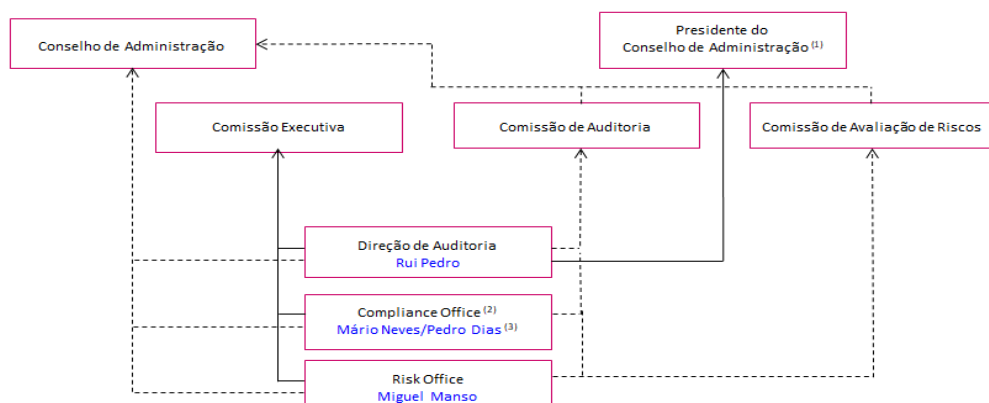 Conselho de Administração
Presidente do
Conselho de Administração (1)
Comissão Executiva
Comissão de Auditoria
Comissão de Avaliação de Riscos
Direção de Auditoria
Rui Pedro
Compliance Office (2)
Mário Neves/Pedro Dias (3)
Risk Office
Miguel Manso